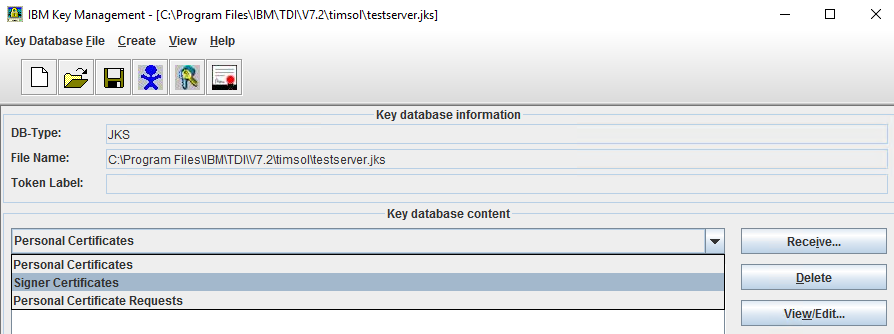 IBM Key Management - [C:\Program Files\IBM\TDI\V7.2\timsol\testserver.jks]
Key Database File Create View Help
Key database information
DB-Type: JKS
File Name: C:\Program Files\IBM\TDI\V7.2\timsol\testserver.jks
Token Label:
Key database content
Personal Certificates Receive...
Personal Certificates
Signer Certificates Delete
Personal Certificate Requests
View/Edit...